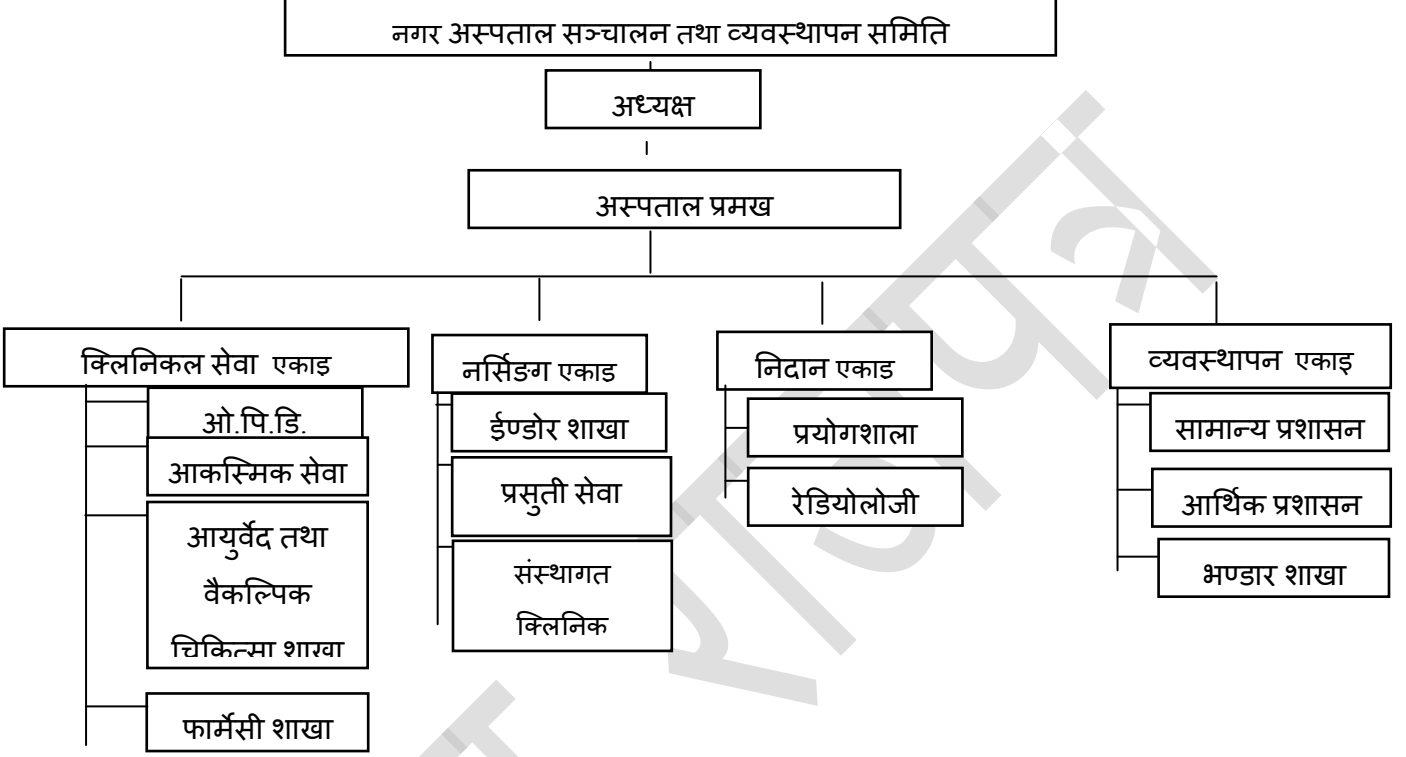 नगर अस्पताल सञ्चालन तथा व्यवस्थापन समिति
अध्यक्ष
अस्पताल प्रमख
क्लिनिकल सेवा एकाइ
ओ.पि.डि.
आकस्मिक सेवा
आयुर्वेद तथा
वैकल्पिक
चिकित्सा शाखा
फार्मेसी शाखा
नर्सिङग एकाइ
ईण्डोर शाखा
प्रसुती सेवा
संस्थागत
क्लिनिक
निदान एकाइ
प्रयोगशाला
रेडियोलोजी
व्यवस्थापन एकाइ
सामान्य प्रशासन
आर्थिक प्रशासन
भण्डार शाखा
राजपत्र